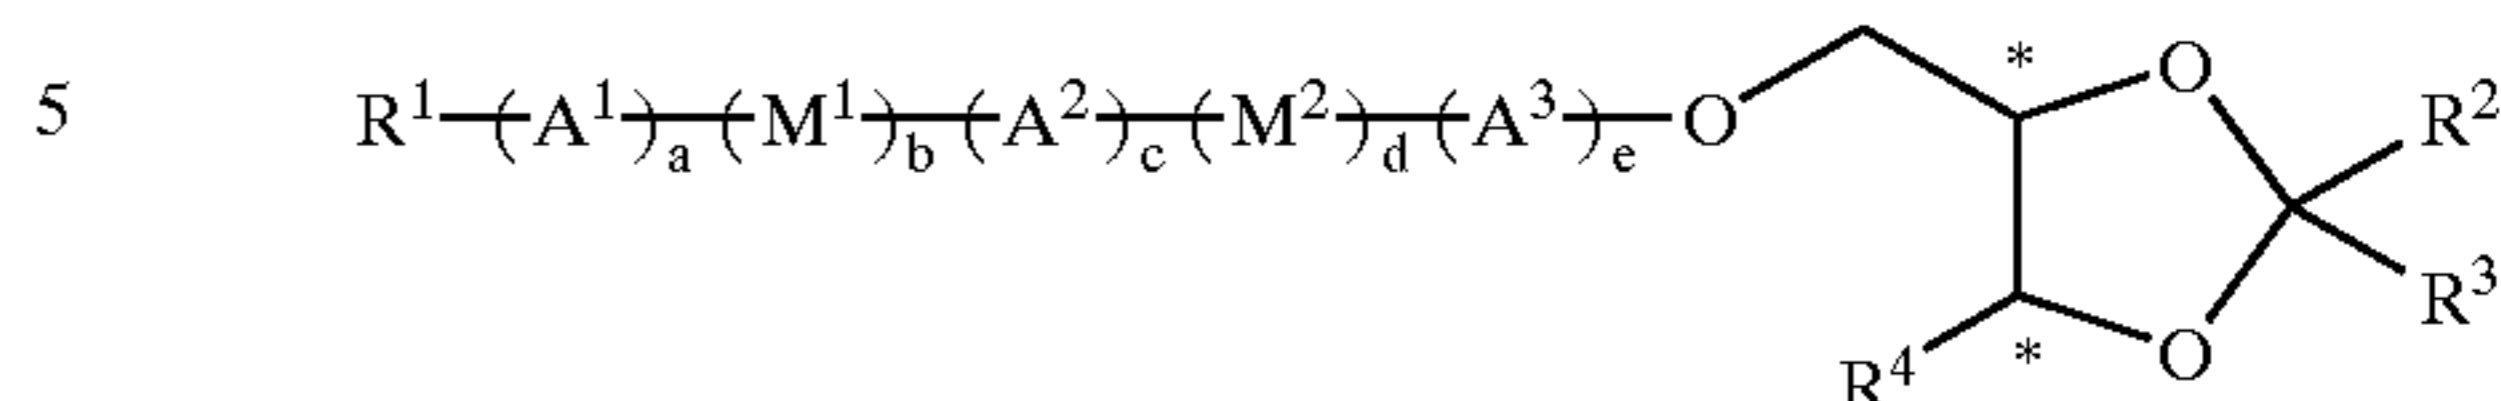 5 R¹—(A¹)ₐ—(M¹)b—(A²)c—(M²)d—(A³)ₑ—O * O R²
R³
R⁴ * O